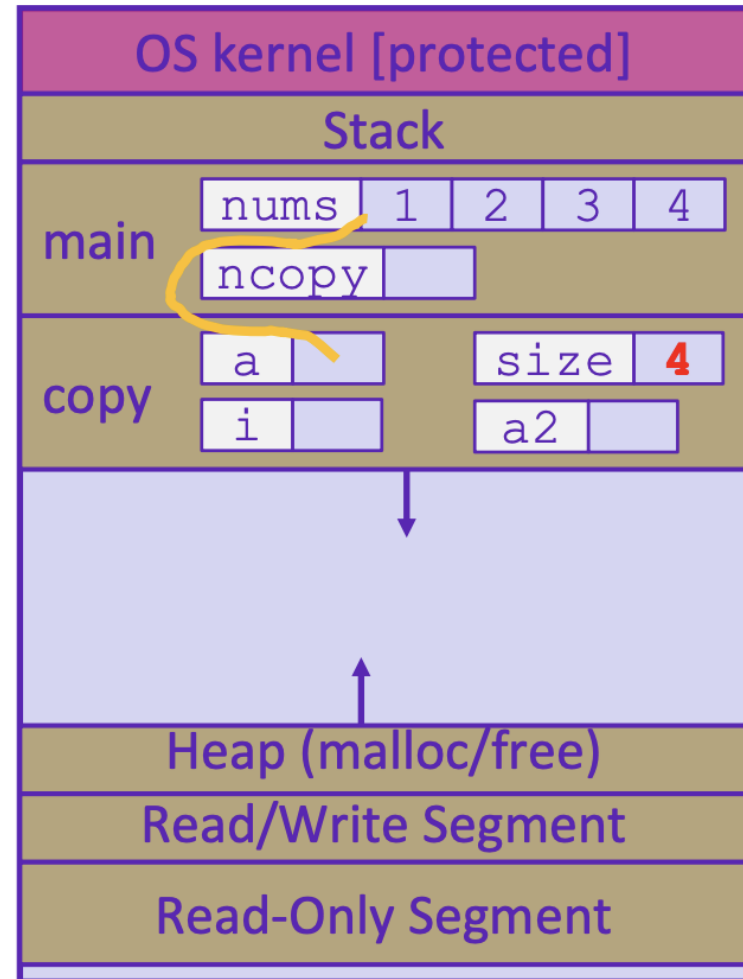 OS kernel [protected]
Stack
main nums 1 2 3 4
ncopy
copy a size 4
i a2
Heap (malloc/free)
Read/Write Segment
Read-Only Segment